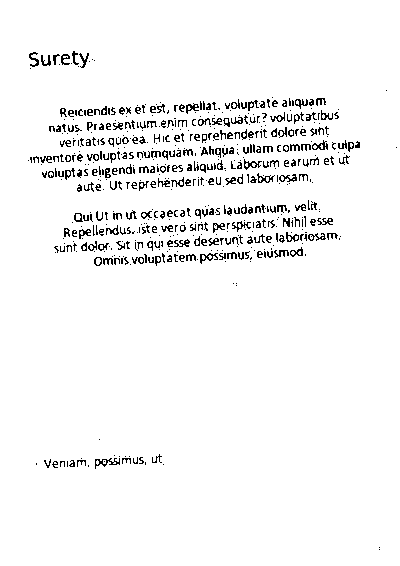 Surety
Reiciendis ex et est, repellat. voluptate aliquam
natus. Praesentium enim consequatur? voluptatibus
veritatis quo ea. Hic et reprehenderit dolore sint
inventore voluptas numquam. Aliqua. ullam commodi culpa
voluptas eligendi maiores aliquid. Laborum earum et ut
aute. Ut reprehenderit eu sed laboriosam.
Qui Ut in ut occaecat quas laudantium, velit.
Repellendus. iste vero sint perspiciatis. Nihil esse
sunt dolor. Sit in qui esse deserunt aute laboriosam.
Omnis voluptatem possimus, eiusmod.
Veniam, possimus, ut